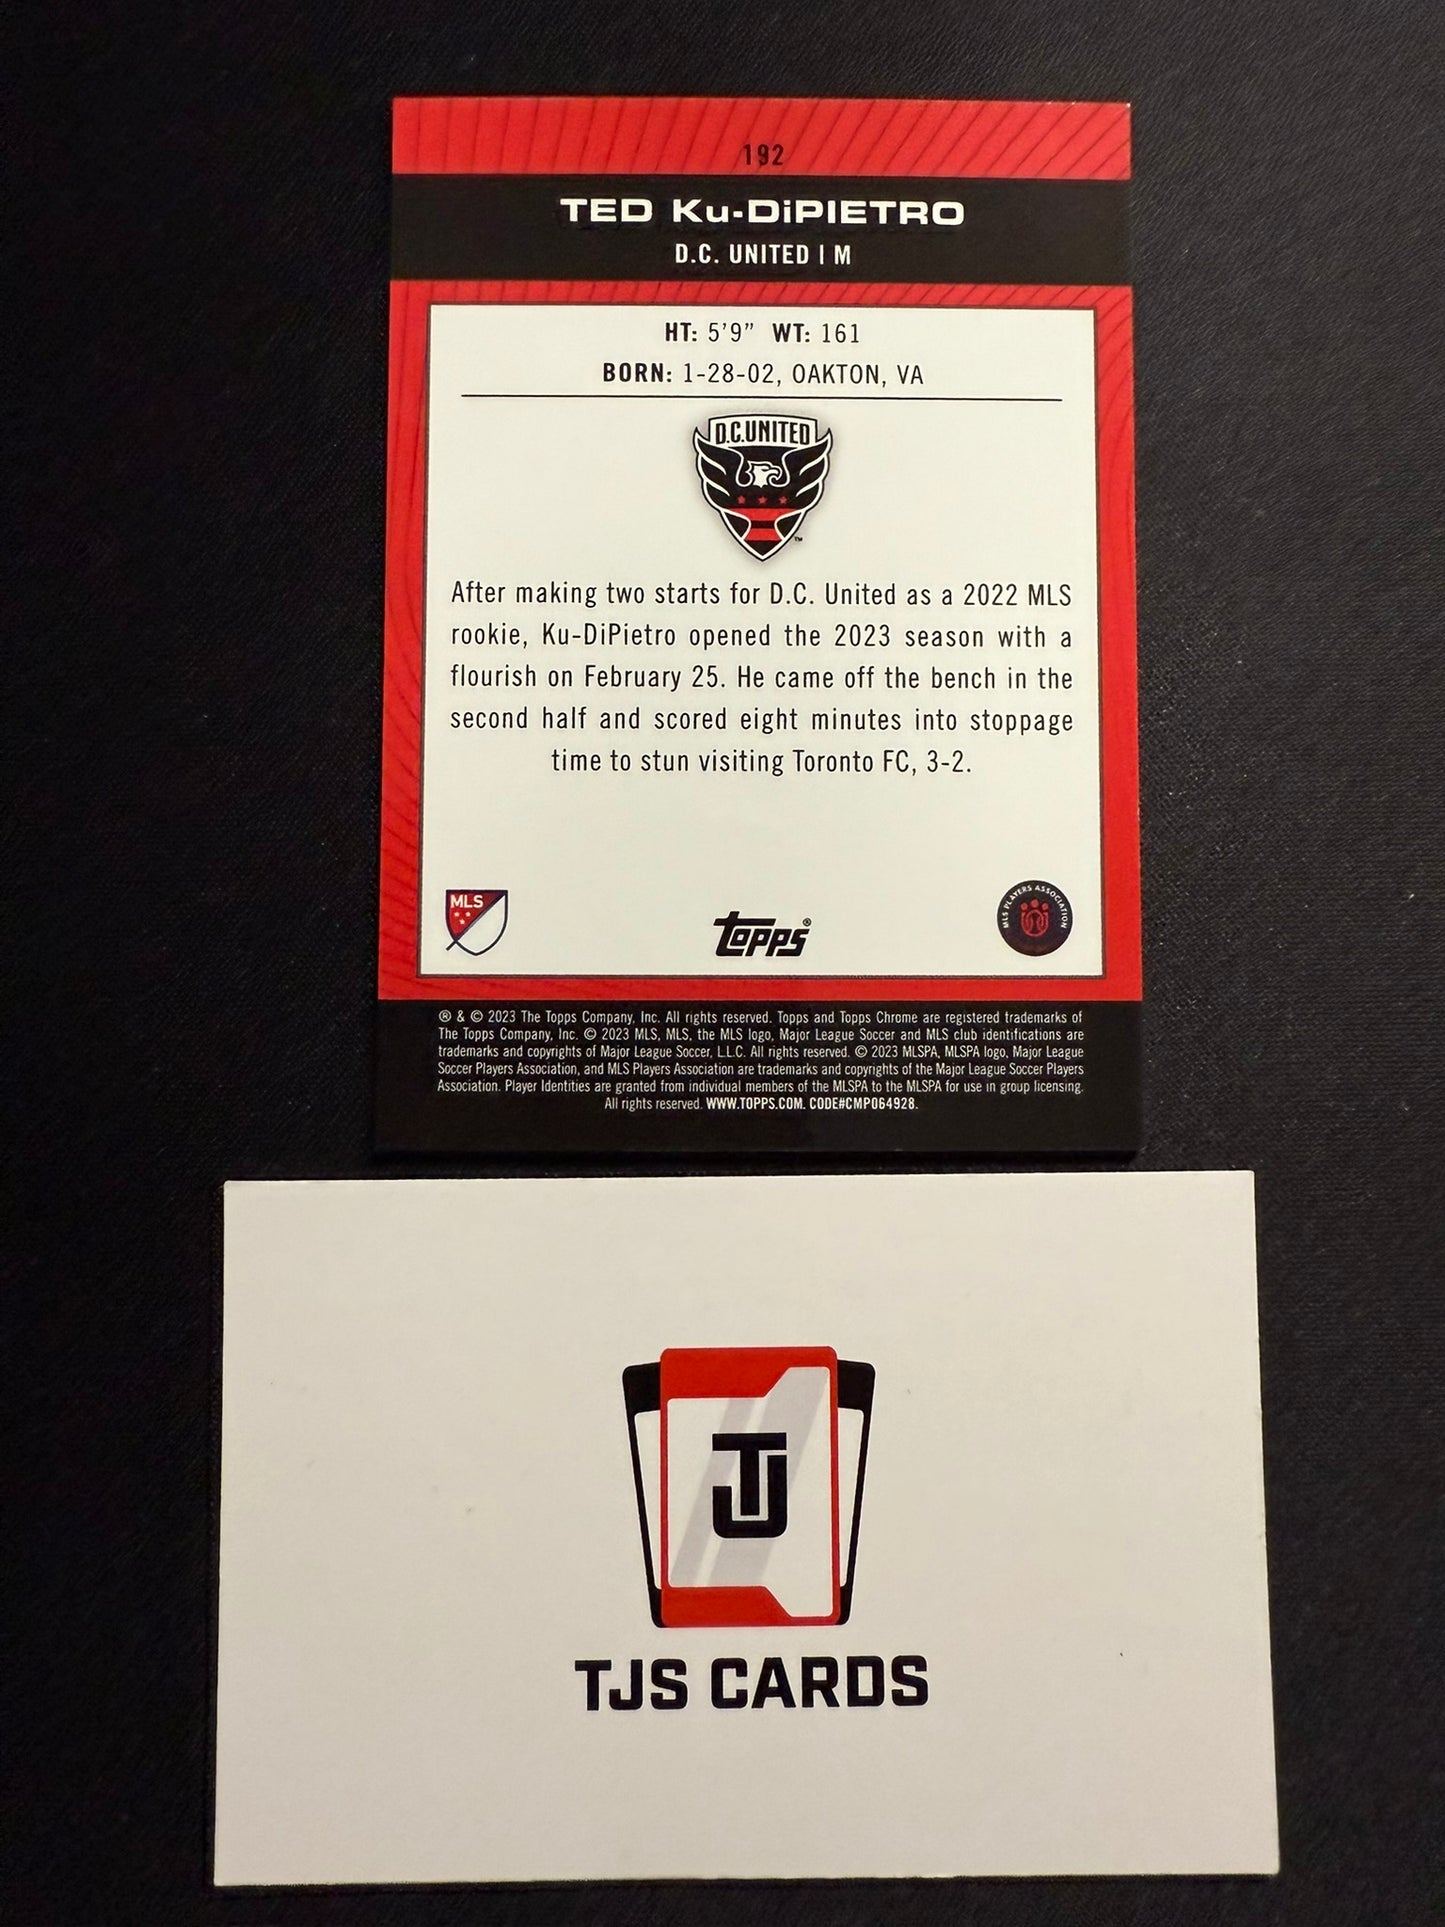 192
TED Ku-DiPIETRO
D.C. UNITED | M
HT: 5'9" WT: 161
BORN: 1-28-02, OAKTON, VA
D.C.UNITED
™
After making two starts for D.C. United as a 2022 MLS
rookie, Ku-DiPietro opened the 2023 season with a
flourish on February 25. He came off the bench in the
second half and scored eight minutes into stoppage
time to stun visiting Toronto FC, 3-2.
MLS
Topps®
MLS PLAYERS ASSOCIATION
® & © 2023 The Topps Company, Inc. All rights reserved. Topps and Topps Chrome are registered trademarks of
The Topps Company, Inc. © 2023 MLS, MLS, the MLS logo, Major League Soccer and MLS club identifications are
trademarks and copyrights of Major League Soccer, L.L.C. All rights reserved. © 2023 MLSPA, MLSPA logo, Major League
Soccer Players Association, and MLS Players Association are trademarks and copyrights of the Major League Soccer Players
Association. Player Identities are granted from individual members of the MLSPA to the MLSPA for use in group licensing.
All rights reserved. WWW.TOPPS.COM. CODE#CMP064928.
TJ
TJS CARDS